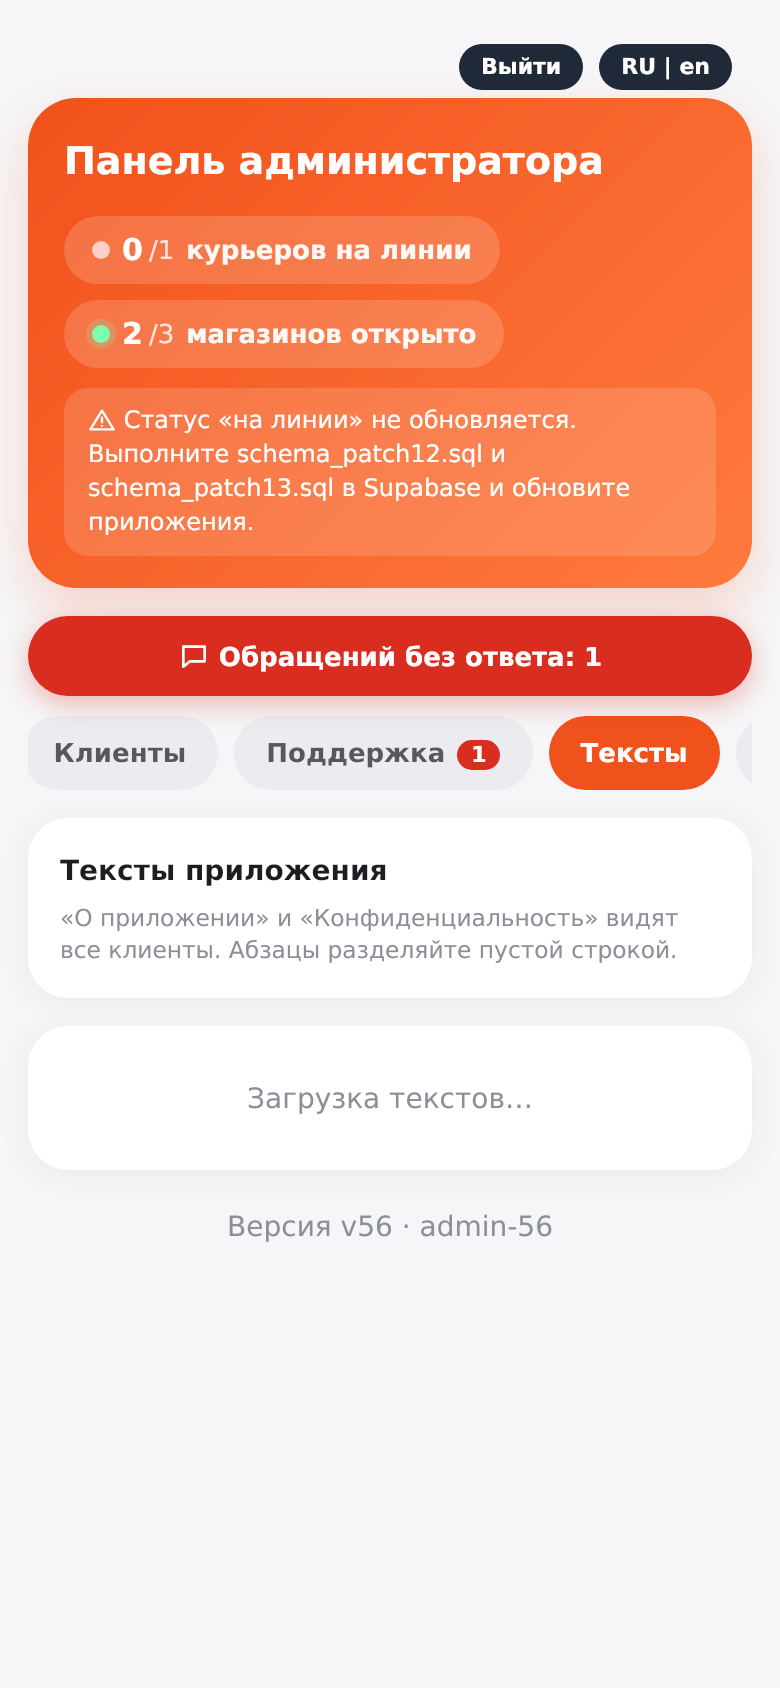 Выйти
RU | en
Панель администратора
0 /1 курьеров на линии
2 /3 магазинов открыто
Статус «на линии» не обновляется.
Выполните schema_patch12.sql и
schema_patch13.sql в Supabase и обновите
приложения.
Обращений без ответа: 1
Клиенты
Поддержка 1
Тексты
Тексты приложения
«О приложении» и «Конфиденциальность» видят
все клиенты. Абзацы разделяйте пустой строкой.
Загрузка текстов…
Версия v56 · admin-56